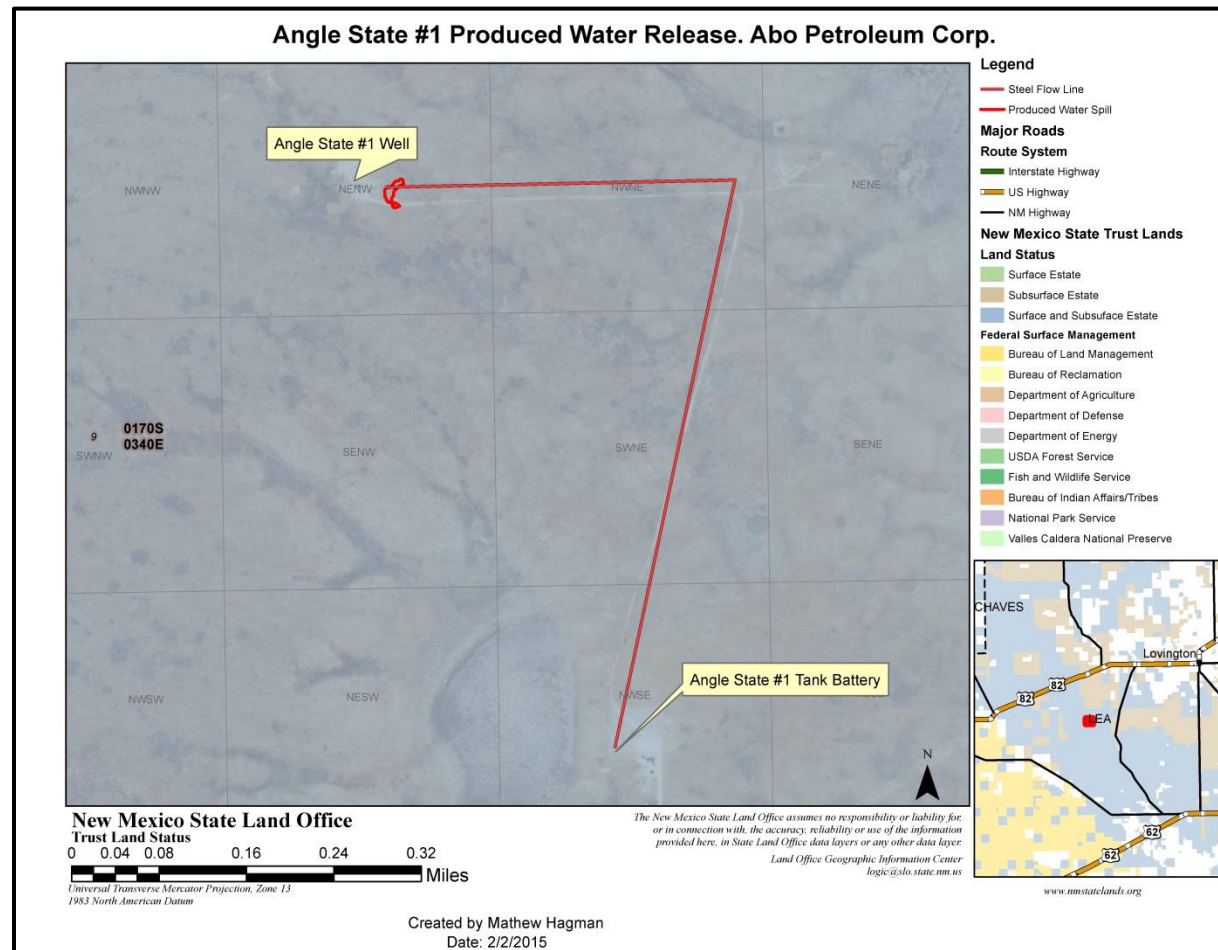 Angle State #1 Produced Water Release. Abo Petroleum Corp.
Angle State #1 Well
NWNW
NENW
NWNE
NENE
9
0170S
0340E
SWNW
SENW
SWNE
SENE
Angle State #1 Tank Battery
NWSW
NESW
NWSE
N
Legend
Steel Flow Line
Produced Water Spill
Major Roads
Route System
Interstate Highway
US Highway
NM Highway
New Mexico State Trust Lands
Land Status
Surface Estate
Subsurface Estate
Surface and Subsuface Estate
Federal Surface Management
Bureau of Land Management
Bureau of Reclamation
Department of Agriculture
Department of Defense
Department of Energy
USDA Forest Service
Fish and Wildlife Service
Bureau of Indian Affairs/Tribes
National Park Service
Valles Caldera National Preserve
CHAVES
Lovington
82
82
LEA
62
62
www.nmstatelands.org
New Mexico State Land Office
Trust Land Status
0 0.04 0.08 0.16 0.24 0.32
Miles
Universal Transverse Mercator Projection, Zone 13
1983 North American Datum
The New Mexico State Land Office assumes no responsibility or liability for,
or in connection with, the accuracy, reliability or use of the information
provided here, in State Land Office data layers or any other data layer.
Land Office Geographic Information Center
logic@slo.state.nm.us
Created by Mathew Hagman
Date: 2/2/2015